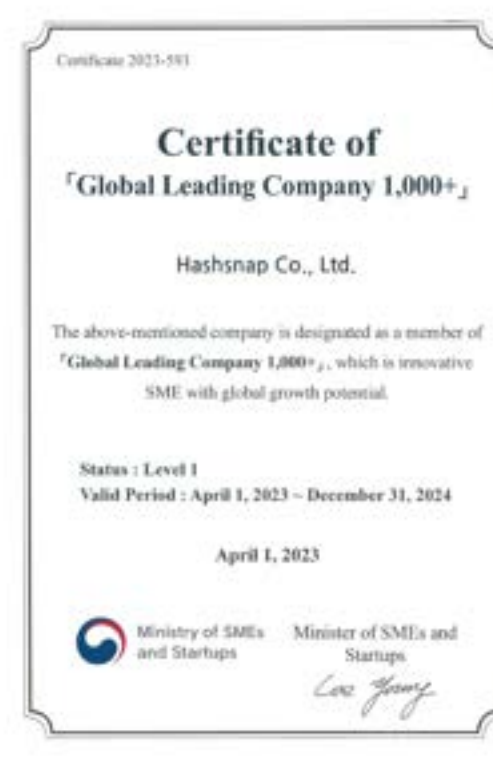 Certificate 2023-593
Certificate of
「Global Leading Company 1,000+」
Hashsnap Co., Ltd.
The above-mentioned company is designated as a member of
「Global Leading Company 1,000+」, which is innovative
SME with global growth potential.
Status : Level 1
Valid Period : April 1, 2023 ~ December 31, 2024
April 1, 2023
Ministry of SMEs
and Startups
Minister of SMEs and
Startups
Lee Young